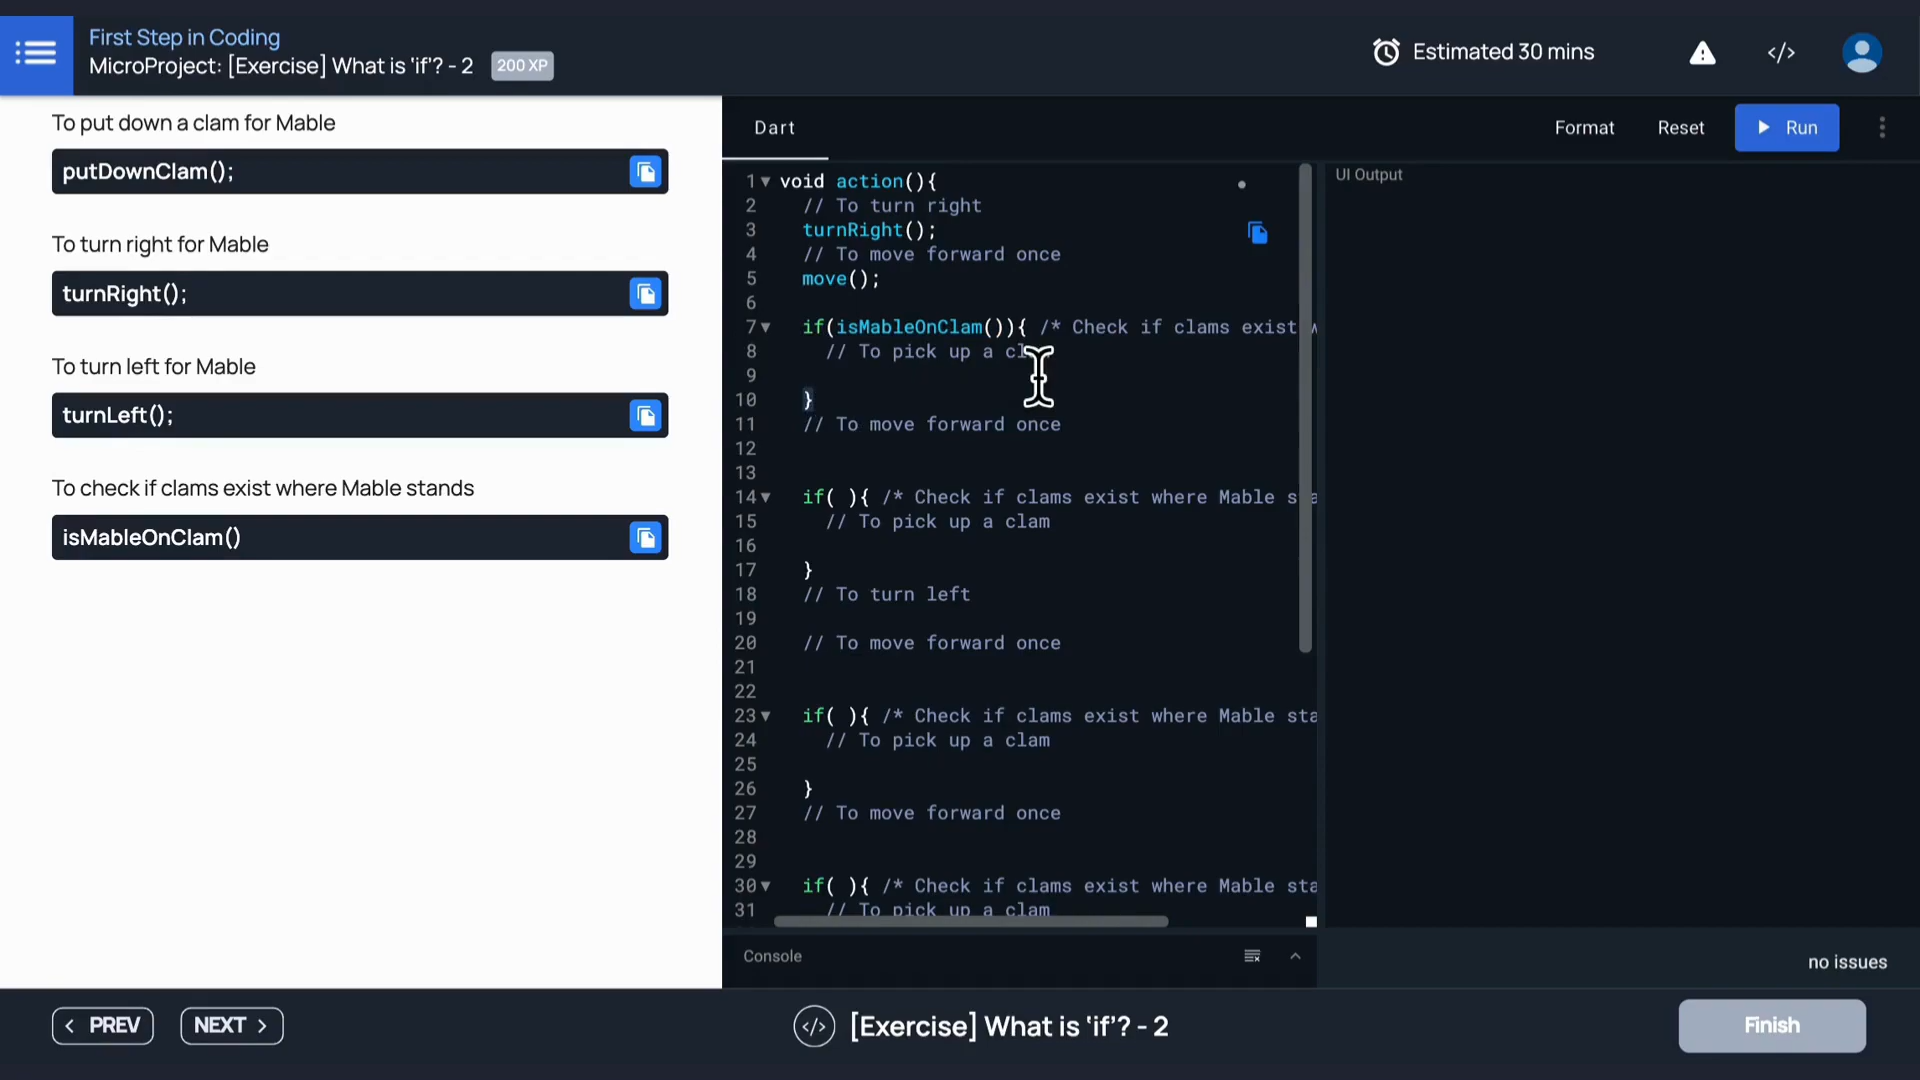 First Step in Coding
MicroProject: [Exercise] What is ‘if’? - 2
200 XP
Estimated 30 mins
To put down a clam for Mable
putDownClam();
To turn right for Mable
turnRight();
To turn left for Mable
turnLeft();
To check if clams exist where Mable stands
isMableOnClam()
Dart
Format
Reset
Run
1 void action(){
2 // To turn right
3 turnRight();
4 // To move forward once
5 move();
6
7 if(isMableOnClam()){ /* Check if clams exist
8 // To pick up a cl
9
10 }
11 // To move forward once
12
13
14 if( ){ /* Check if clams exist where Mable sta
15 // To pick up a clam
16
17 }
18 // To turn left
19
20 // To move forward once
21
22
23 if( ){ /* Check if clams exist where Mable sta
24 // To pick up a clam
25
26 }
27 // To move forward once
28
29
30 if( ){ /* Check if clams exist where Mable sta
31 // To pick up a clam
UI Output
Console
no issues
< PREV
NEXT >
[Exercise] What is ‘if’? - 2
Finish